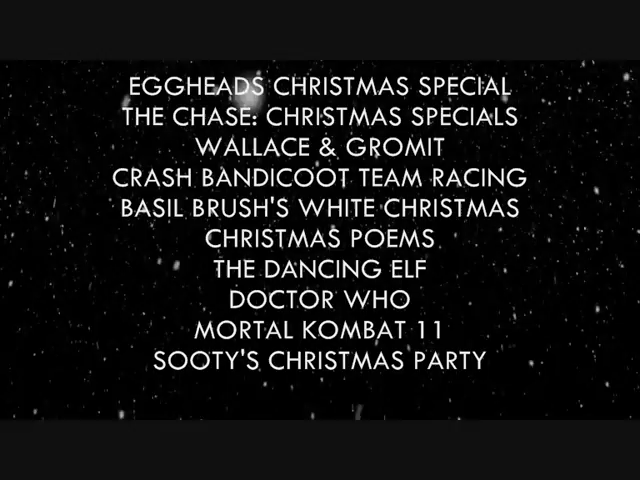 EGGHEADS CHRISTMAS SPECIAL
THE CHASE: CHRISTMAS SPECIALS
WALLACE & GROMIT
CRASH BANDICOOT TEAM RACING
BASIL BRUSH'S WHITE CHRISTMAS
CHRISTMAS POEMS
THE DANCING ELF
DOCTOR WHO
MORTAL KOMBAT 11
SOOTY'S CHRISTMAS PARTY